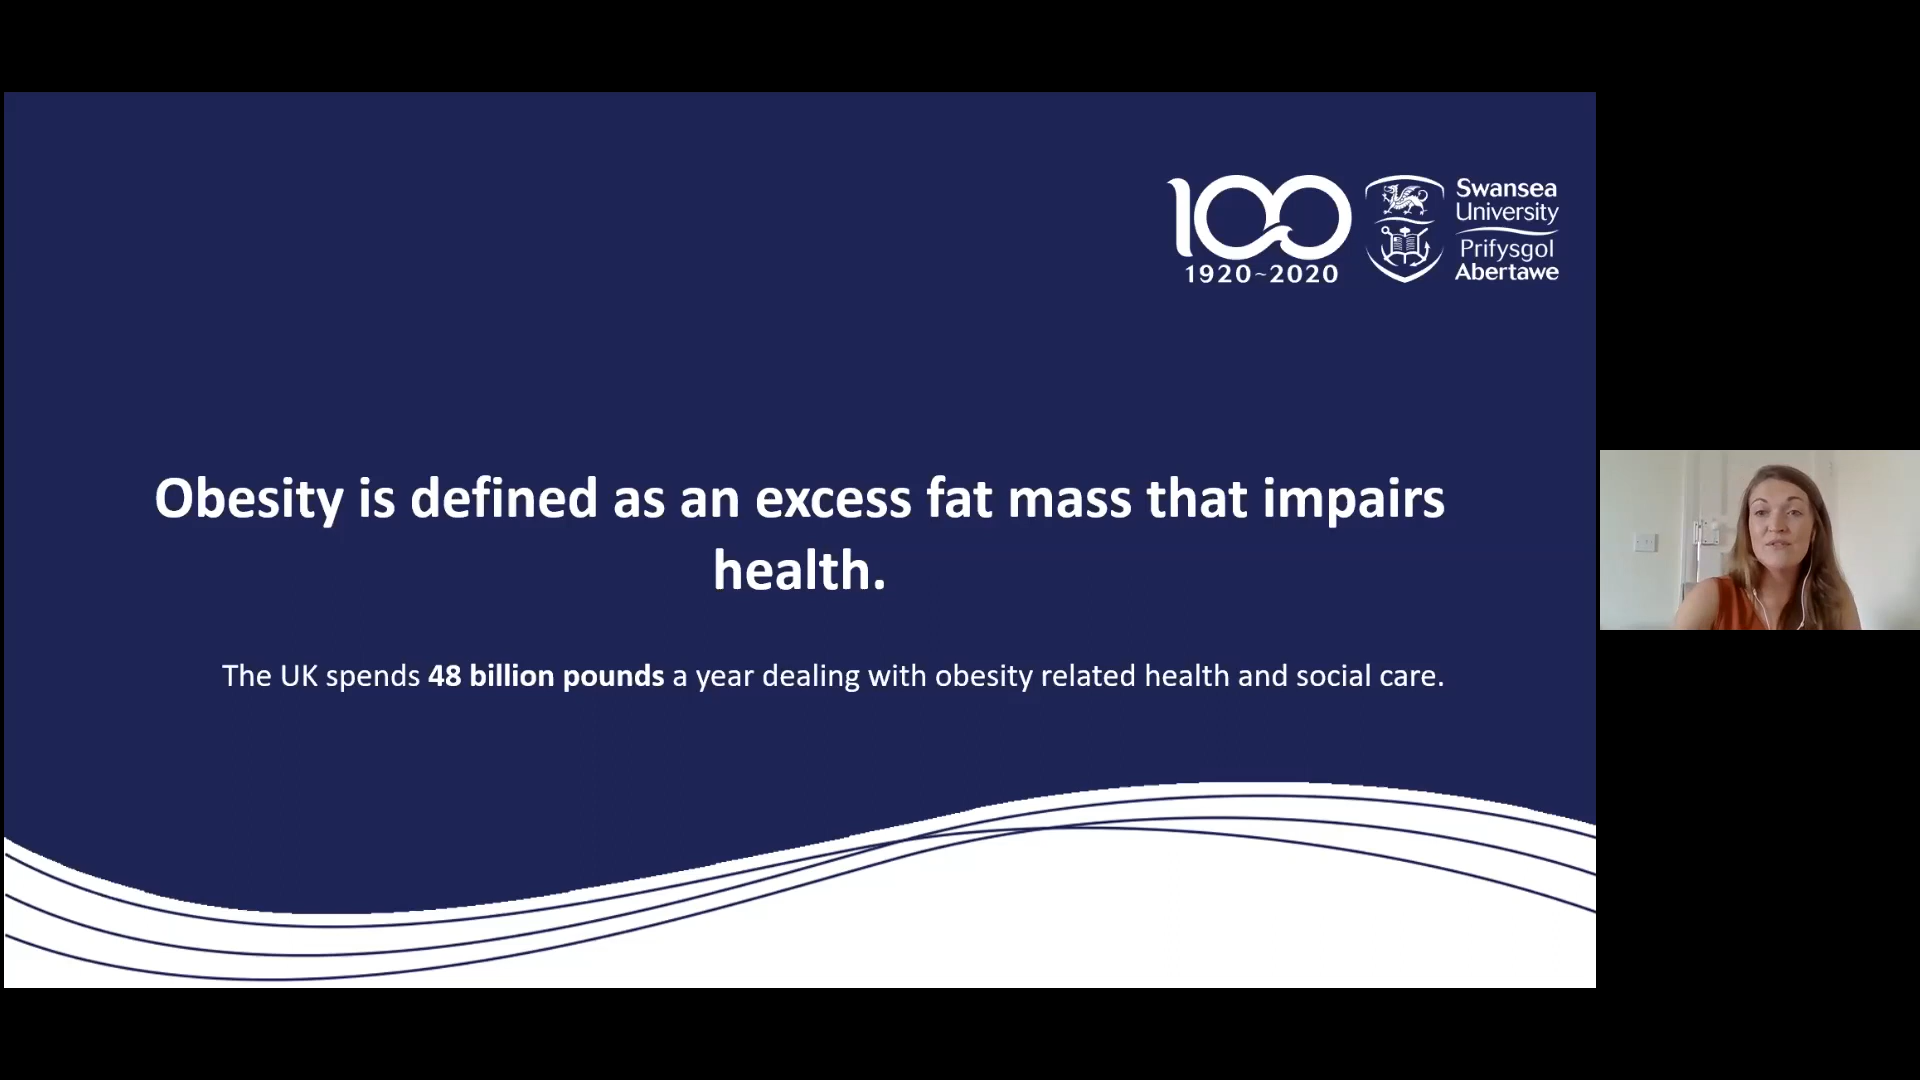 100
1920~2020
Swansea
University
Prifysgol
Abertawe
Obesity is defined as an excess fat mass that impairs
health.
The UK spends 48 billion pounds a year dealing with obesity related health and social care.